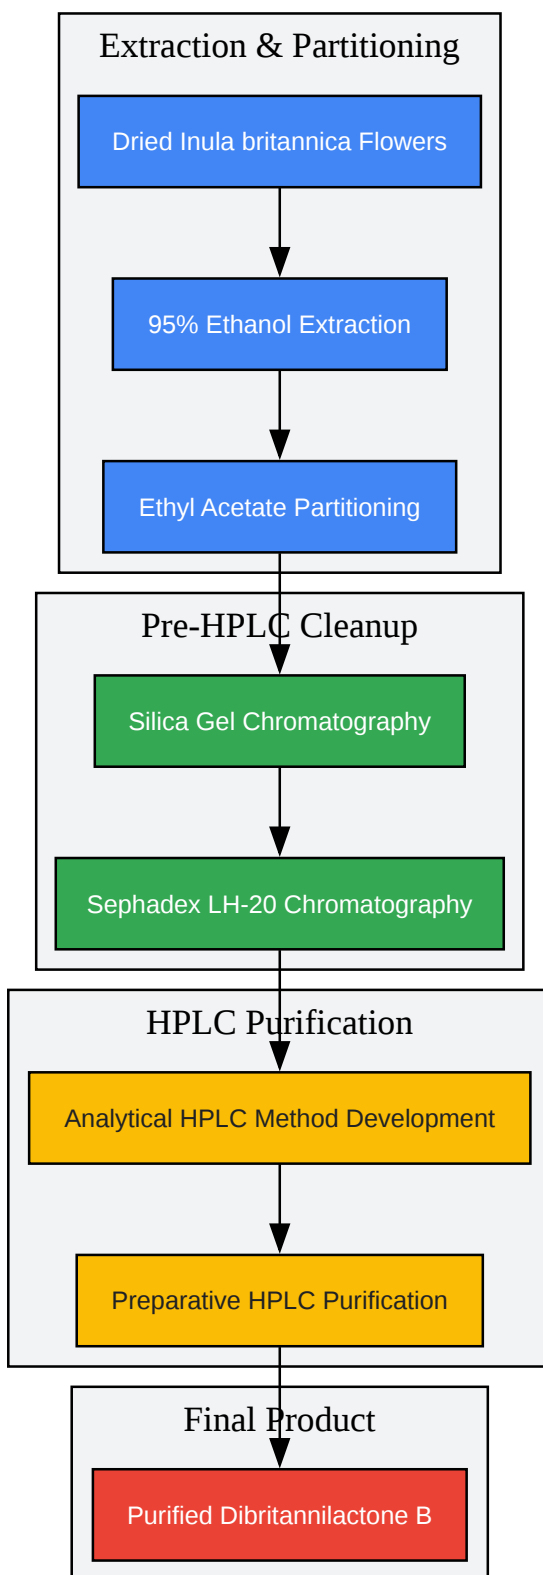 Extraction & Partitioning
Dried Inula britannica Flowers
95% Ethanol Extraction
Ethyl Acetate Partitioning
Pre-HPLC Cleanup
Silica Gel Chromatography
Sephadex LH-20 Chromatography
HPLC Purification
Analytical HPLC Method Development
Preparative HPLC Purification
Final Product
Purified Dibritannilactone B